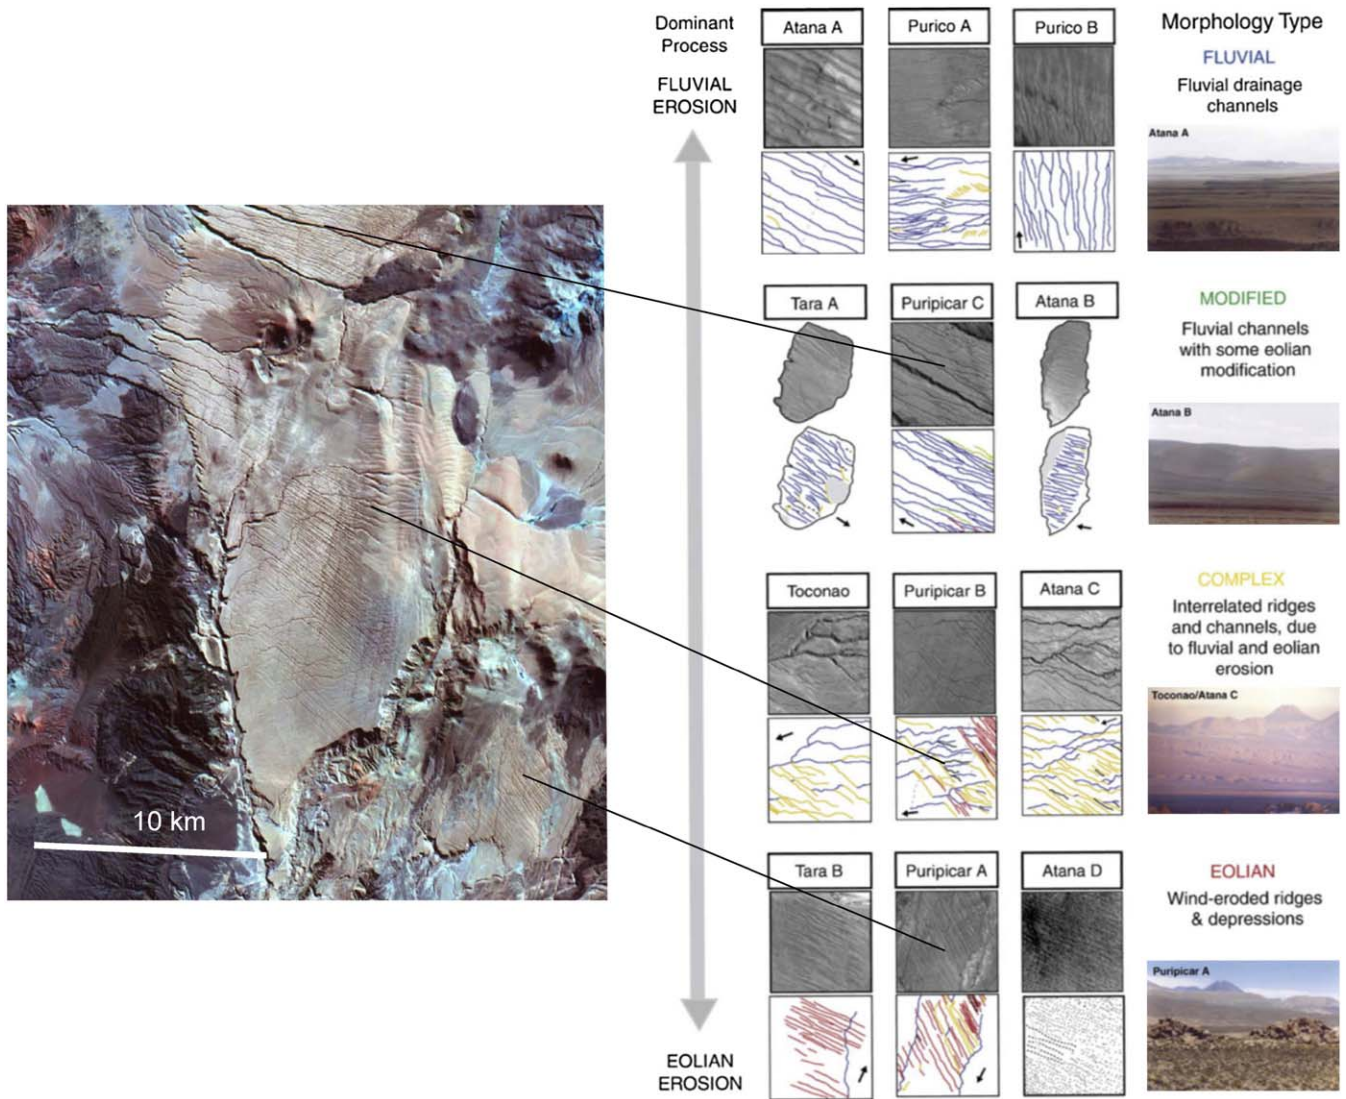 Dominant
Process
FLUVIAL
EROSION
Atana A
Purico A
Purico B
Morphology Type
FLUVIAL
Fluvial drainage
channels
Atana A
Tara A
Puripicar C
Atana B
MODIFIED
Fluvial channels
with some eolian
modification
Atana B
Toconao
Puripicar B
Atana C
COMPLEX
Interrelated ridges
and channels, due
to fluvial and eolian
erosion
Toconao/Atana C
10 km
Tara B
Puripicar A
Atana D
EOLIAN
Wind-eroded ridges
& depressions
Puripicar A
EOLIAN
EROSION